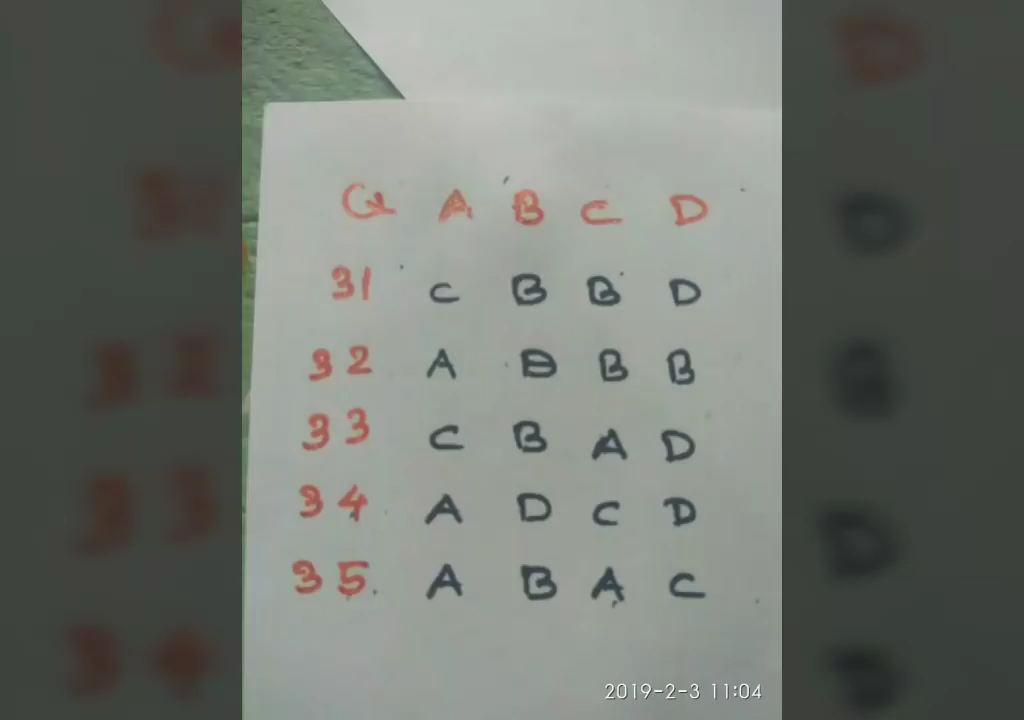 Q A B C D
31 C B B D
32 A B B B
33 C B A D
34 A D C D
35. A B A C
2019-2-3 11:04